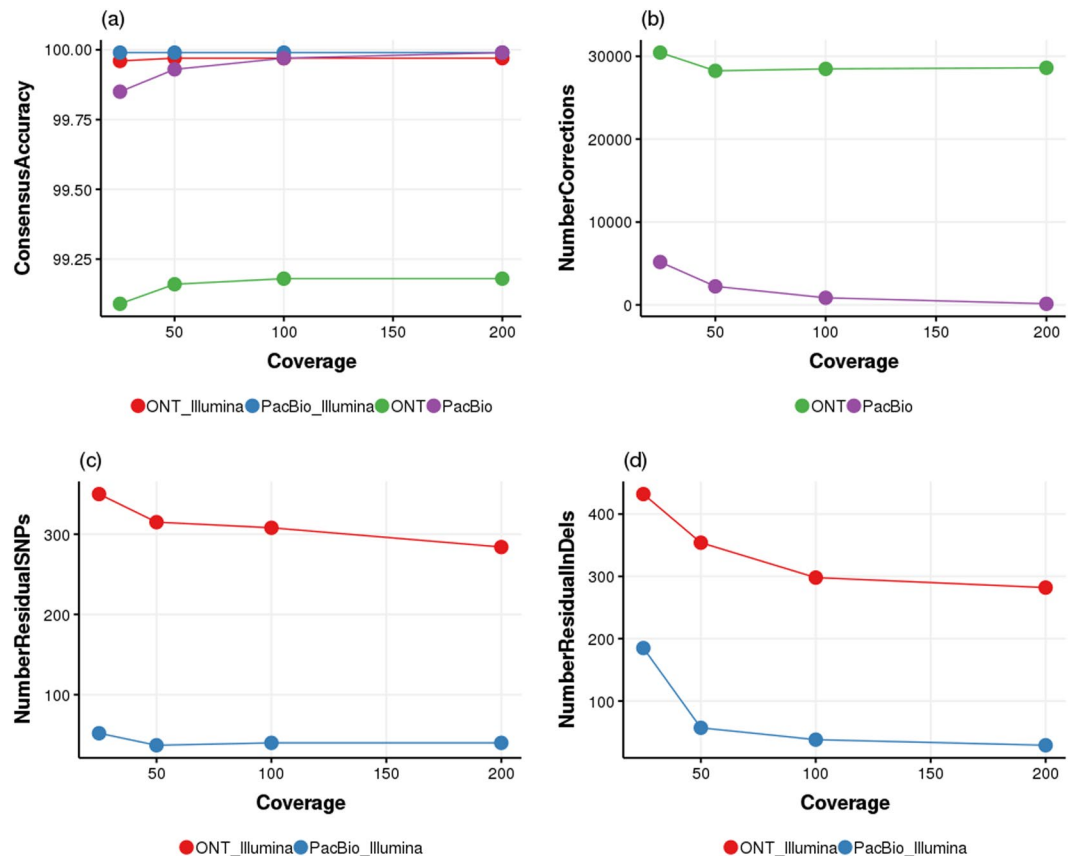 (a)
ConsensusAccuracy
100.00
99.75
99.50
99.25
50 100 150 200
Coverage
ONT_Illumina PacBio_Illumina ONT PacBio
(b)
NumberCorrections
30000
20000
10000
0
50 100 150 200
Coverage
ONT PacBio
(c)
NumberResidualSNPs
300
200
100
50 100 150 200
Coverage
ONT_Illumina PacBio_Illumina
(d)
NumberResidualInDels
400
300
200
100
50 100 150 200
Coverage
ONT_Illumina PacBio_Illumina